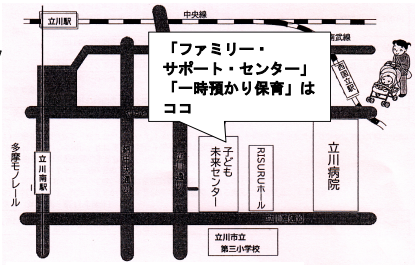 中央線
立川駅
南武線
「ファミリー・
サポート・センター」
「一時預かり保育」は
ココ
西国立駅
多摩モノレール
立川南駅
子ども
未来センター
RISURUホール
立川病院
立川市立
第三小学校